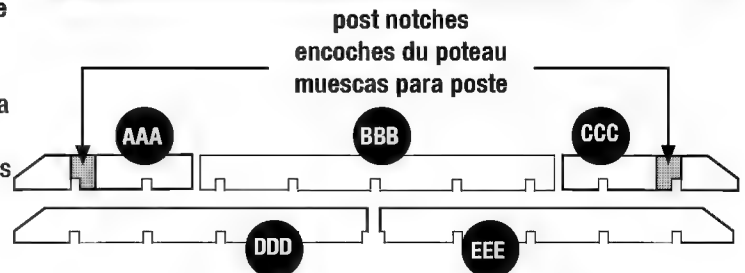 e
post notches
encoches du poteau
muescas para poste
a
s
AAA
BBB
CCC
DDD
EEE